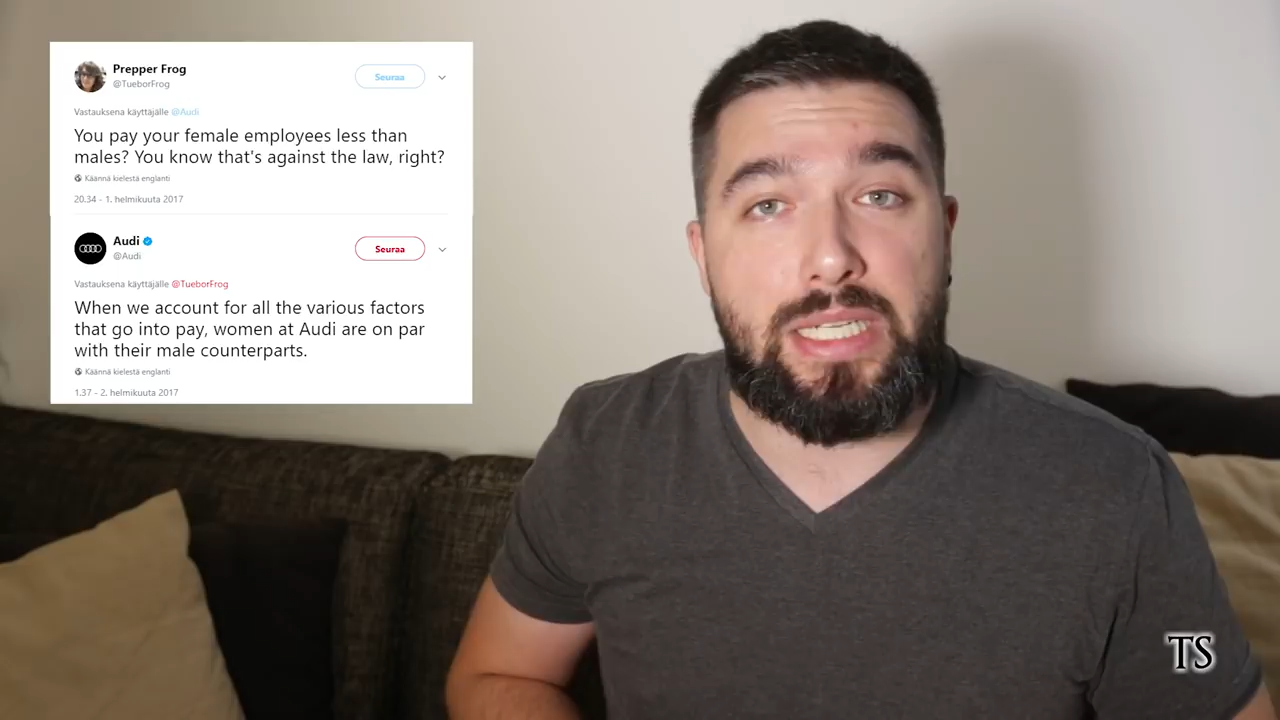 Prepper Frog
@TueborFrog
Seuraa
Vastauksena käyttäjälle @Audi
You pay your female employees less than
males? You know that's against the law, right?
Käännä kielestä englanti
20.34 - 1. helmikuuta 2017
Audi
@Audi
Seuraa
Vastauksena käyttäjälle @TueborFrog
When we account for all the various factors
that go into pay, women at Audi are on par
with their male counterparts.
Käännä kielestä englanti
1.37 - 2. helmikuuta 2017
TS